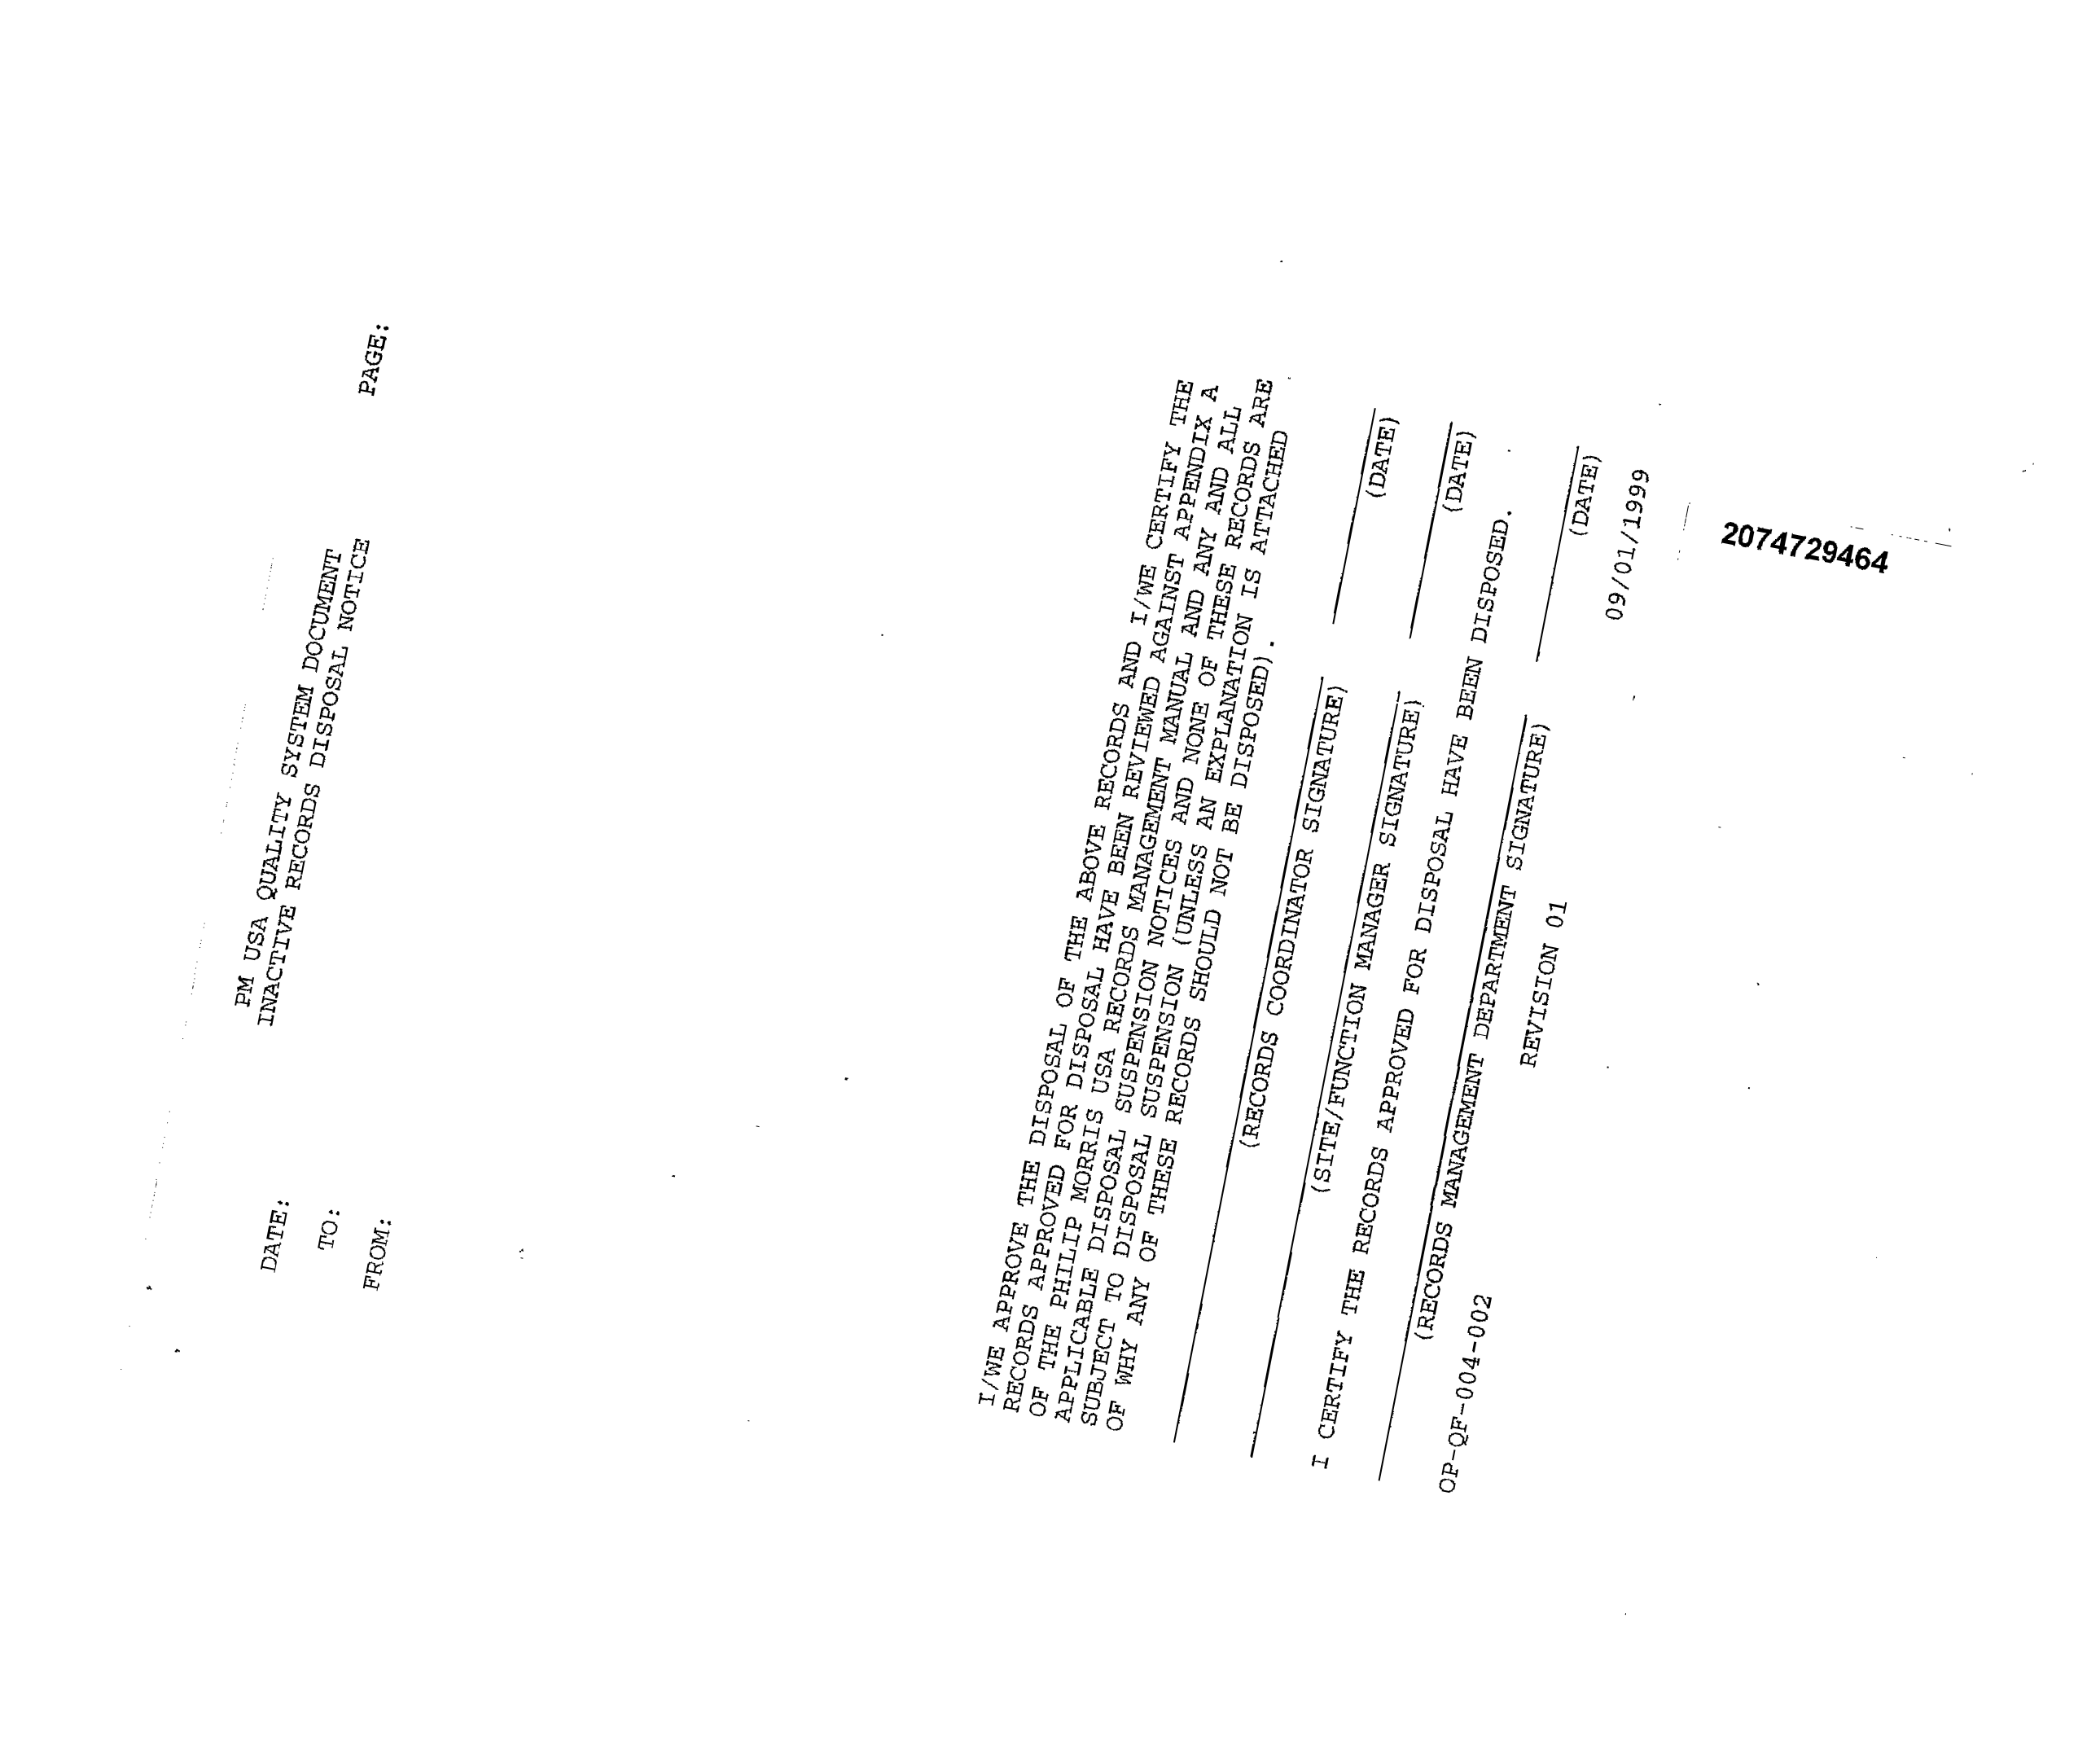 PM USA QUALITY SYSTEM DOCUMENT
INACTIVE RECORDS DISPOSAL NOTICE
DATE:
TO:
FROM:
PAGE:
I/WE APPROVE THE DISPOSAL OF THE ABOVE RECORDS AND I/WE CERTIFY THE
RECORDS APPROVED FOR DISPOSAL HAVE BEEN REVIEWED AGAINST APPENDIX A
OF THE PHILIP MORRIS USA RECORDS MANAGEMENT MANUAL AND ANY AND ALL
APPLICABLE DISPOSAL SUSPENSION NOTICES AND NONE OF THESE RECORDS ARE
SUBJECT TO DISPOSAL SUSPENSION (UNLESS AN EXPLANATION IS ATTACHED
OF WHY ANY OF THESE RECORDS SHOULD NOT BE DISPOSED).
(RECORDS COORDINATOR SIGNATURE) (DATE)
(SITE/FUNCTION MANAGER SIGNATURE) (DATE)
I CERTIFY THE RECORDS APPROVED FOR DISPOSAL HAVE BEEN DISPOSED.
(RECORDS MANAGEMENT DEPARTMENT SIGNATURE) (DATE)
OP-QF-004-002 REVISION 01 09/01/1999
2074729464